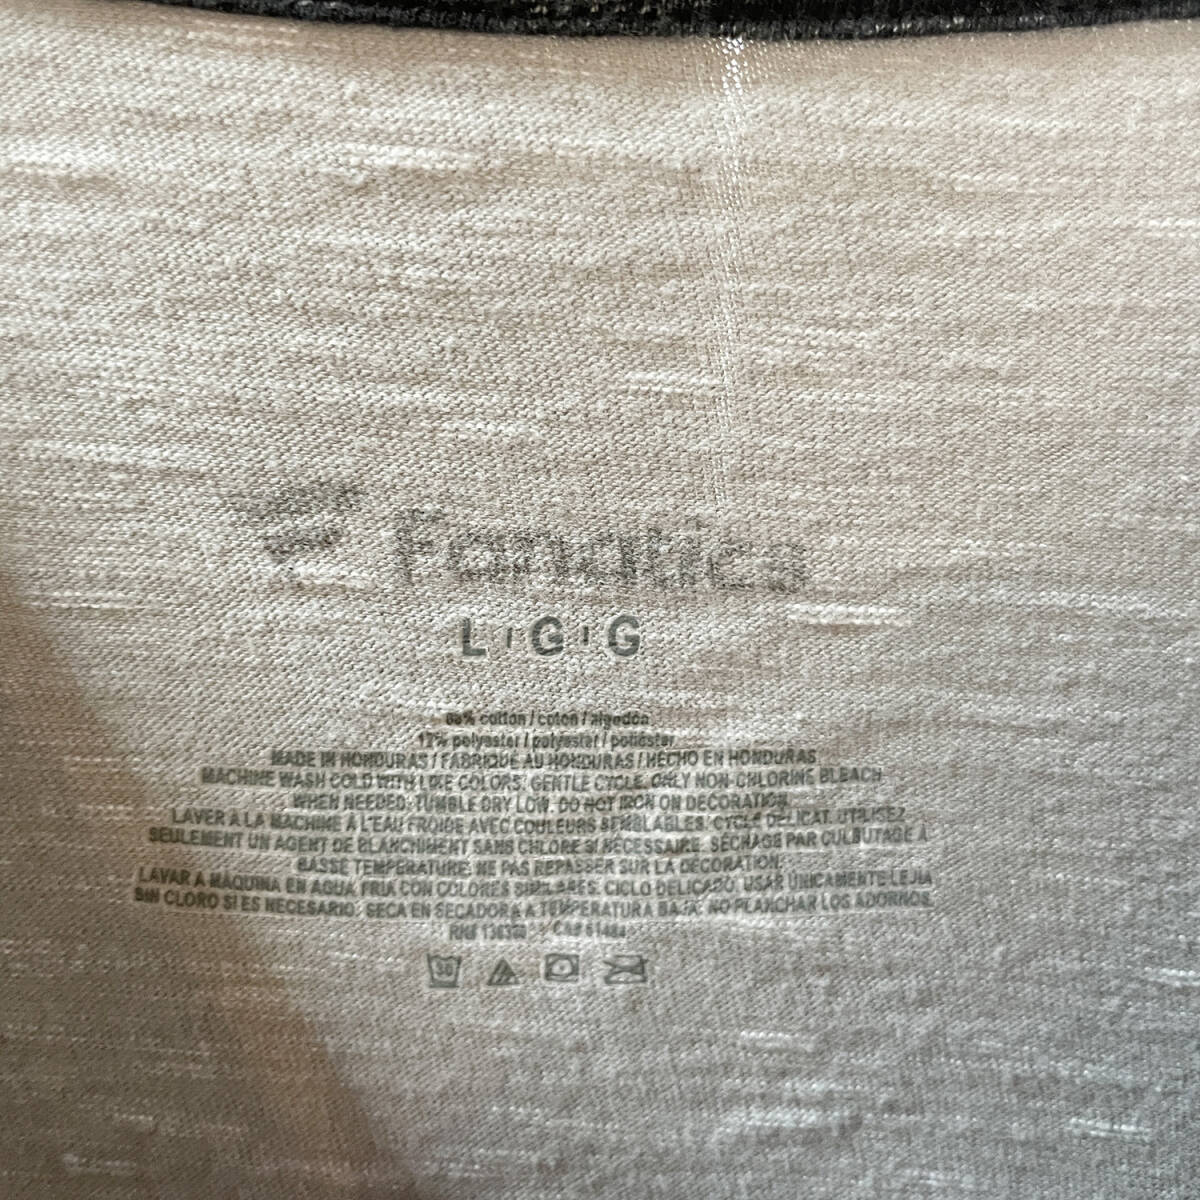 Fanatics
L / G / G
cotton / coton / algodón
polyester / polyester / poliéster
MADE IN HONDURAS / FABRIQUE AU HONDURAS / HECHO EN HONDURAS
MACHINE WASH COLD WITH LIKE COLORS. GENTLE CYCLE. ONLY NON-CHLORINE BLEACH
WHEN NEEDED. TUMBLE DRY LOW. DO NOT IRON ON DECORATION.
LAVER À LA MACHINE À L'EAU FROIDE AVEC COULEURS SEMBLABLES. CYCLE DÉLICAT. UTILISEZ
SEULEMENT UN AGENT DE BLANCHIMENT SANS CHLORE SI NÉCESSAIRE. SÉCHAGE PAR CULBUTAGE À
BASSE TEMPÉRATURE. NE PAS REPASSER SUR LA DÉCORATION.
LAVAR A MÁQUINA EN AGUA FRÍA CON COLORES SIMILARES. CICLO DELICADO. USAR ÚNICAMENTE LEJÍA
SIN CLORO SI ES NECESARIO. SECA EN SECADORA A TEMPERATURA BAJA. NO PLANCHAR LOS ADORNOS.
30